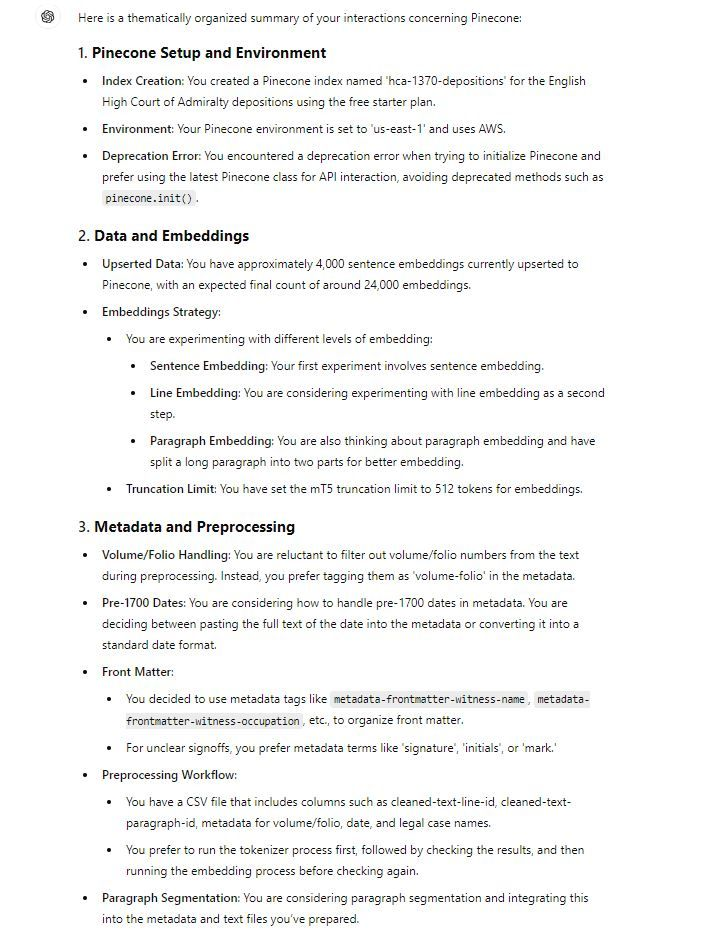 Here is a thematically organized summary of your interactions concerning Pinecone:
1. Pinecone Setup and Environment
• Index Creation: You created a Pinecone index named 'hca-1370-depositions' for the English
High Court of Admiralty depositions using the free starter plan.
• Environment: Your Pinecone environment is set to 'us-east-1' and uses AWS.
• Deprecation Error: You encountered a deprecation error when trying to initialize Pinecone and
prefer using the latest Pinecone class for API interaction, avoiding deprecated methods such as
pinecone.init() .
2. Data and Embeddings
• Upserted Data: You have approximately 4,000 sentence embeddings currently upserted to
Pinecone, with an expected final count of around 24,000 embeddings.
• Embeddings Strategy:
• You are experimenting with different levels of embedding:
• Sentence Embedding: Your first experiment involves sentence embedding.
• Line Embedding: You are considering experimenting with line embedding as a second
step.
• Paragraph Embedding: You are also thinking about paragraph embedding and have
split a long paragraph into two parts for better embedding.
• Truncation Limit: You have set the mT5 truncation limit to 512 tokens for embeddings.
3. Metadata and Preprocessing
• Volume/Folio Handling: You are reluctant to filter out volume/folio numbers from the text
during preprocessing. Instead, you prefer tagging them as 'volume-folio' in the metadata.
• Pre-1700 Dates: You are considering how to handle pre-1700 dates in metadata. You are
deciding between pasting the full text of the date into the metadata or converting it into a
standard date format.
• Front Matter:
• You decided to use metadata tags like metadata-frontmatter-witness-name , metadata-
frontmatter-witness-occupation , etc., to organize front matter.
• For unclear signoffs, you prefer metadata terms like 'signature', 'initials', or 'mark.'
• Preprocessing Workflow:
• You have a CSV file that includes columns such as cleaned-text-line-id, cleaned-text-
paragraph-id, metadata for volume/folio, date, and legal case names.
• You prefer to run the tokenizer process first, followed by checking the results, and then
running the embedding process before checking again.
• Paragraph Segmentation: You are considering paragraph segmentation and integrating this
into the metadata and text files you've prepared.